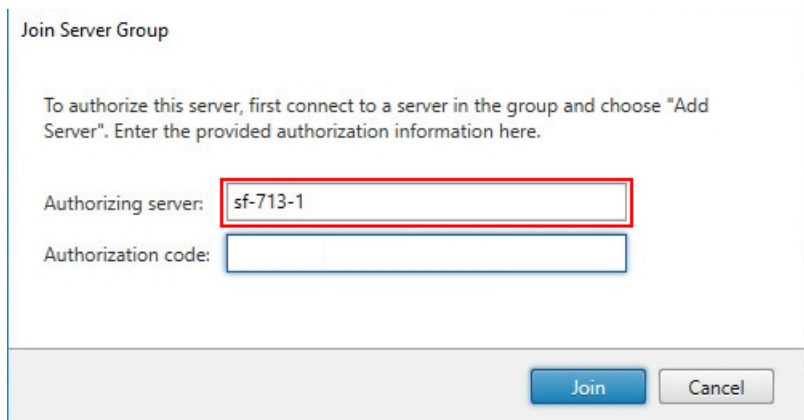 Join Server Group
To authorize this server, first connect to a server in the group and choose "Add
Server". Enter the provided authorization information here.
Authorizing server: sf-713-1
Authorization code:
Join Cancel